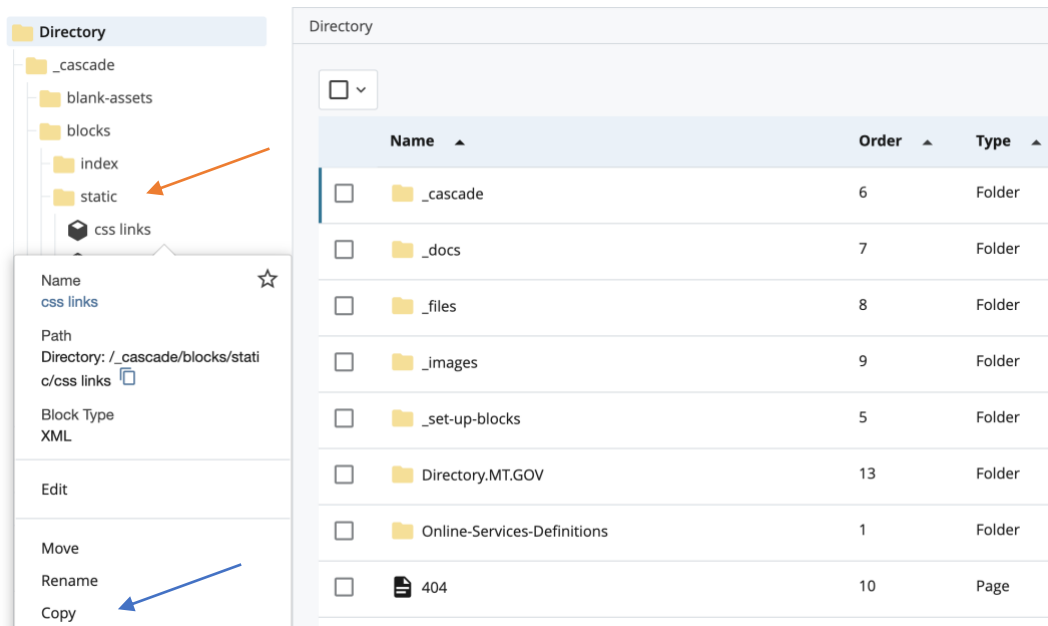 Directory
_cascade
blank-assets
blocks
index
static
css links
Name
css links
Path
Directory: /_cascade/blocks/stati
c/css links
Block Type
XML
Edit
Move
Rename
Copy
Directory
Name Order Type
_cascade 6 Folder
_docs 7 Folder
_files 8 Folder
_images 9 Folder
_set-up-blocks 5 Folder
Directory.MT.GOV 13 Folder
Online-Services-Definitions 1 Folder
404 10 Page